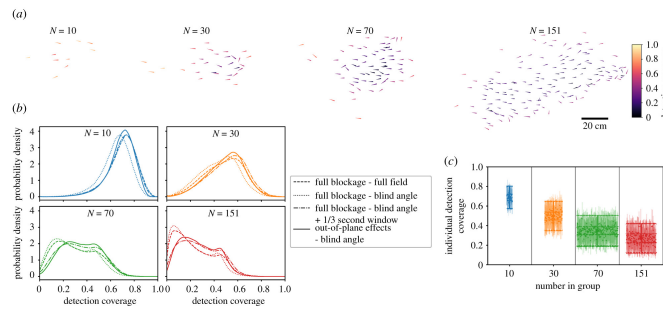 (a)
N = 10
N = 30
N = 70
N = 151
1.0
0.8
0.6
0.4
0.2
0
20 cm
(b)
probability density
4
3
2
1
0
N = 10
N = 30
probability density
4
3
2
1
0
N = 70
N = 151
0
0.2
0.4
0.6
0.8
1.0
0
0.2
0.4
0.6
0.8
1.0
detection coverage
detection coverage
full blockage - full field
full blockage - blind angle
full blockage - blind angle
+ 1/3 second window
out-of-plane effects
- blind angle
(c)
individual detection
coverage
1.0
0.8
0.6
0.4
0.2
0
10
30
70
151
number in group